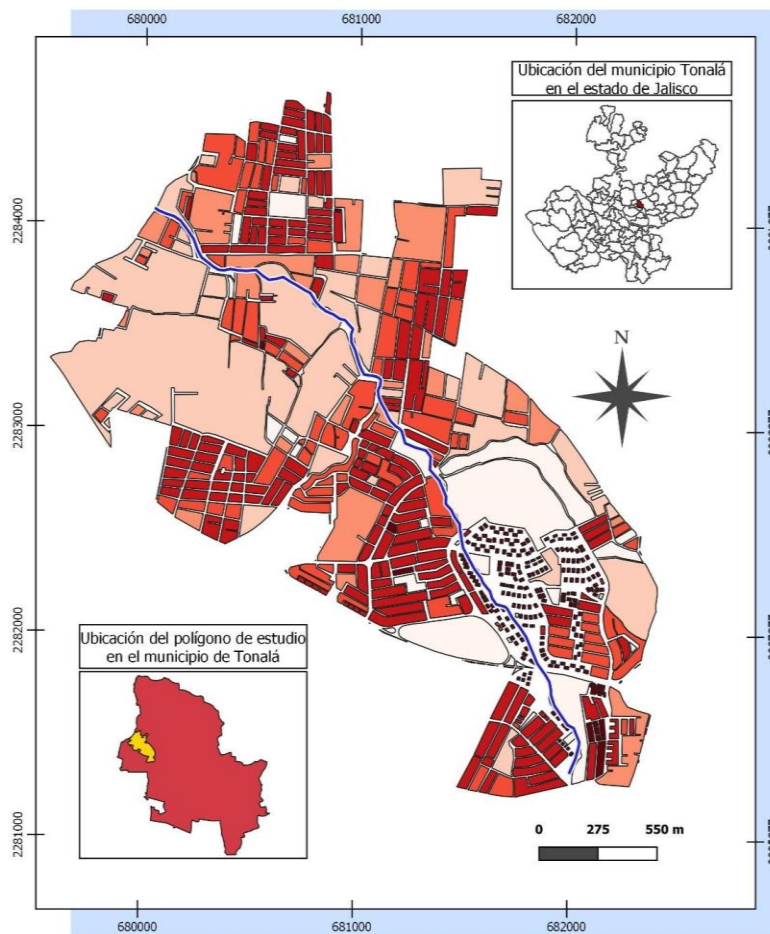 680000
681000
682000
Ubicación del municipio Tonalá
en el estado de Jalisco
2284000
N
2283000
2282000
Ubicación del polígono de estudio
en el municipio de Tonalá
0
275
550 m
2281000
680000
681000
682000